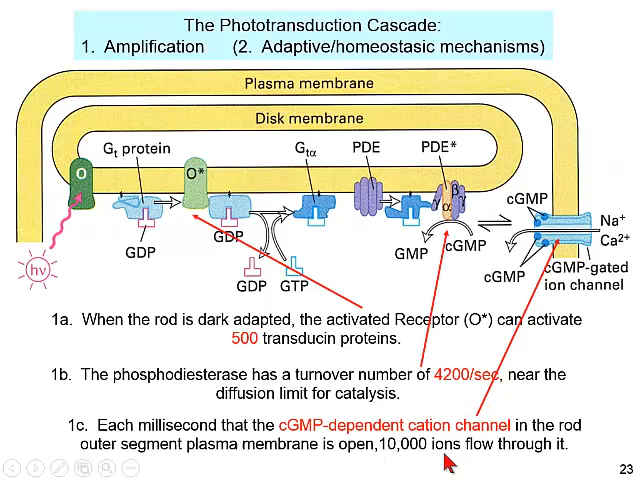 The Phototransduction Cascade:
1. Amplification (2. Adaptive/homeostasic mechanisms)
Plasma membrane
Disk membrane
Gt protein
O
O*
Gtα
PDE
PDE*
β
γ α γ
cGMP
Na+
Ca2+
GDP
GDP
GDP
GTP
GMP
cGMP
cGMP
cGMP-gated
ion channel
hν
1a. When the rod is dark adapted, the activated Receptor (O*) can activate
500 transducin proteins.
1b. The phosphodiesterase has a turnover number of 4200/sec, near the
diffusion limit for catalysis.
1c. Each millisecond that the cGMP-dependent cation channel in the rod
outer segment plasma membrane is open,10,000 ions flow through it.
23